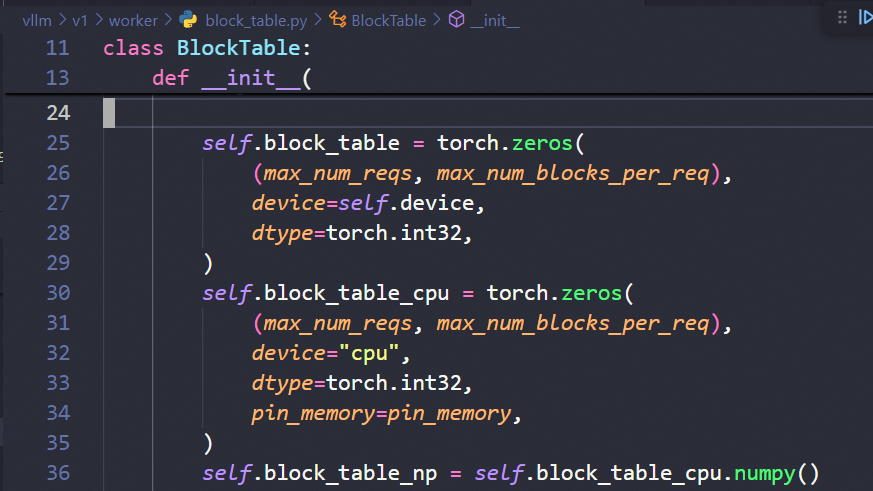 vllm > v1 > worker > block_table.py > BlockTable > __init__
11 class BlockTable:
13     def __init__(
24
25         self.block_table = torch.zeros(
26             (max_num_reqs, max_num_blocks_per_req),
27             device=self.device,
28             dtype=torch.int32,
29         )
30         self.block_table_cpu = torch.zeros(
31             (max_num_reqs, max_num_blocks_per_req),
32             device="cpu",
33             dtype=torch.int32,
34             pin_memory=pin_memory,
35         )
36         self.block_table_np = self.block_table_cpu.numpy()